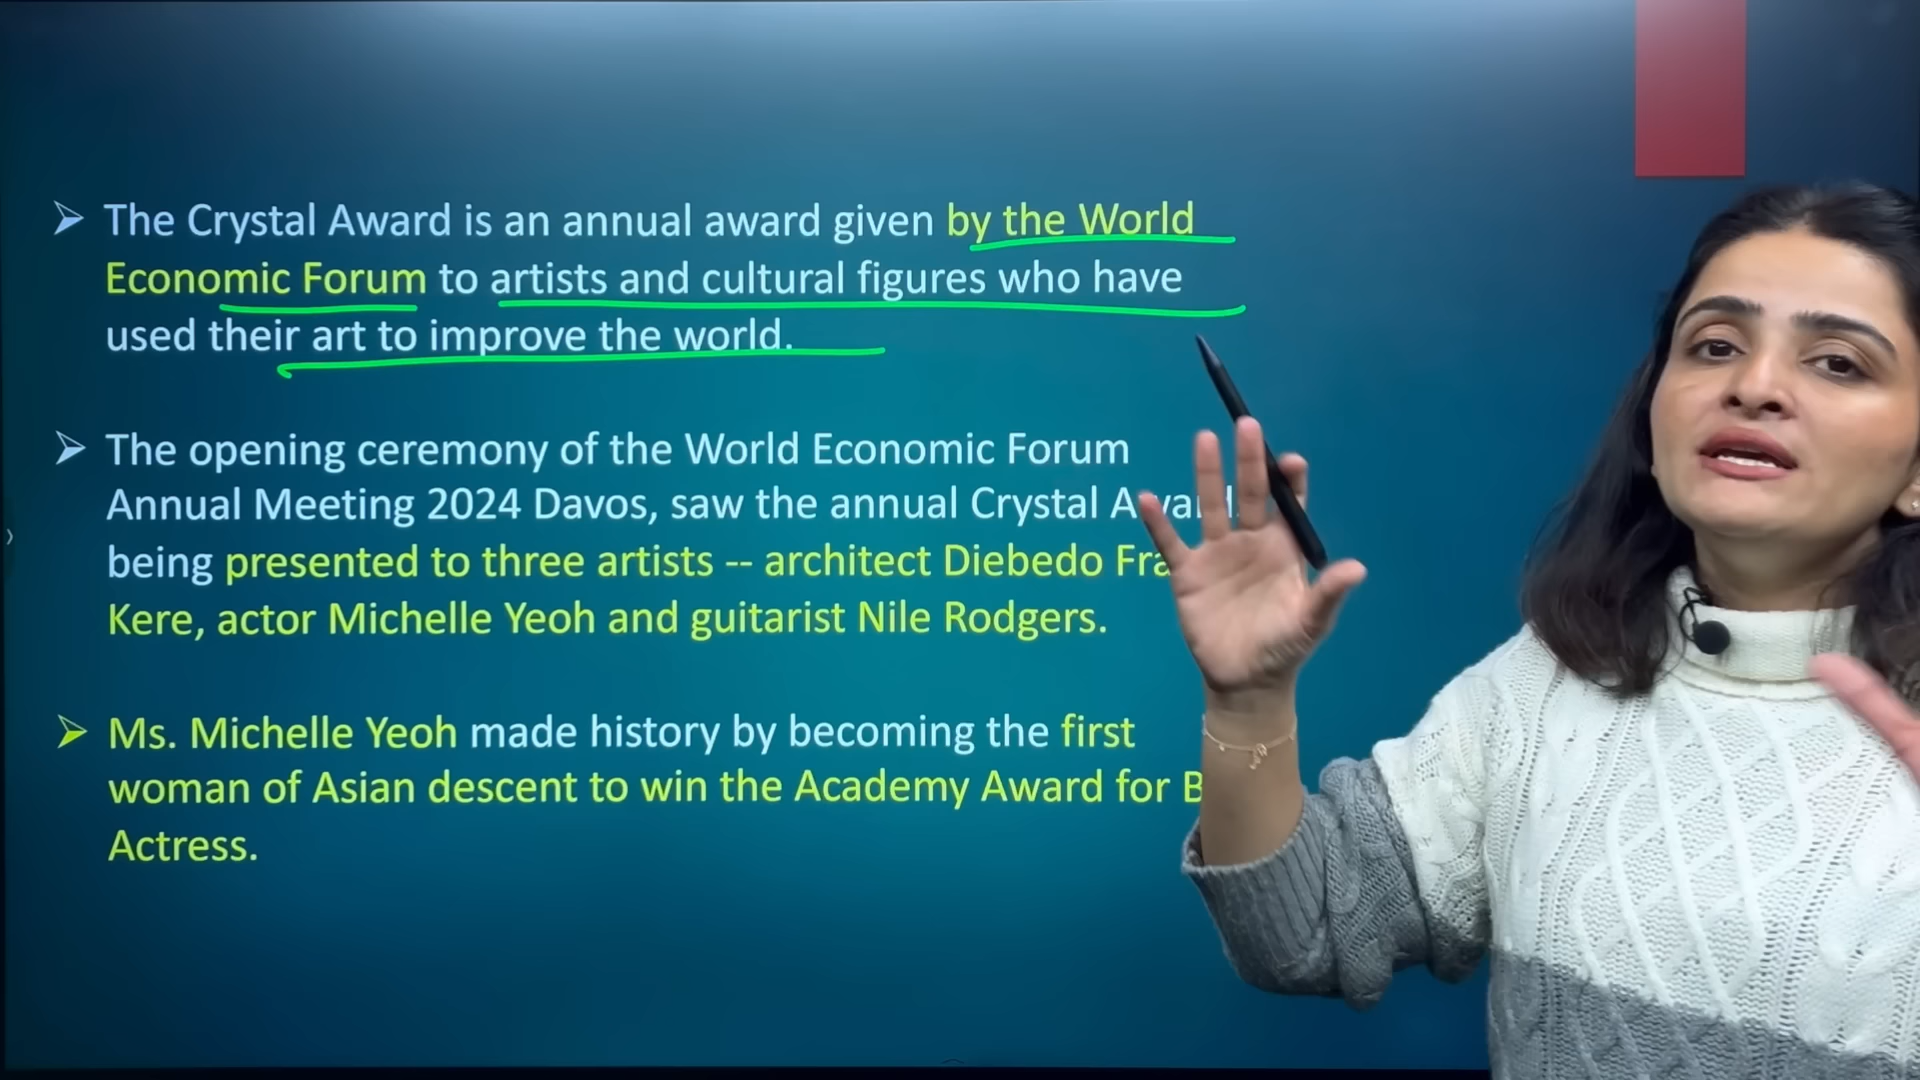 The Crystal Award is an annual award given by the World
Economic Forum to artists and cultural figures who have
used their art to improve the world.
The opening ceremony of the World Economic Forum
Annual Meeting 2024 Davos, saw the annual Crystal
being presented to three artists -- architect Diebedo
Kere, actor Michelle Yeoh and guitarist Nile Rodgers.
Ms. Michelle Yeoh made history by becoming the first
woman of Asian descent to win the Academy Award for
Actress.